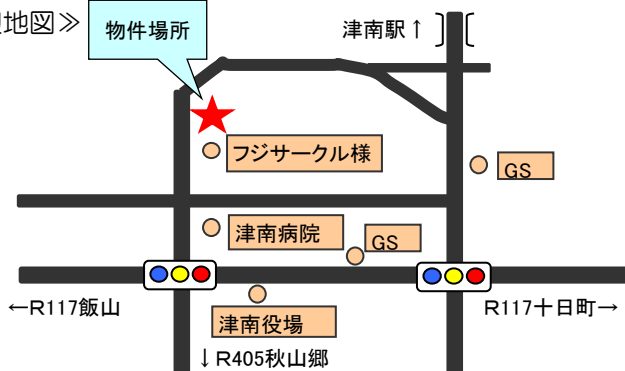 地図≫
物件場所
津南駅↑
フジサークル様
GS
津南病院
GS
←R117飯山
R117十日町→
津南役場
↓R405秋山郷